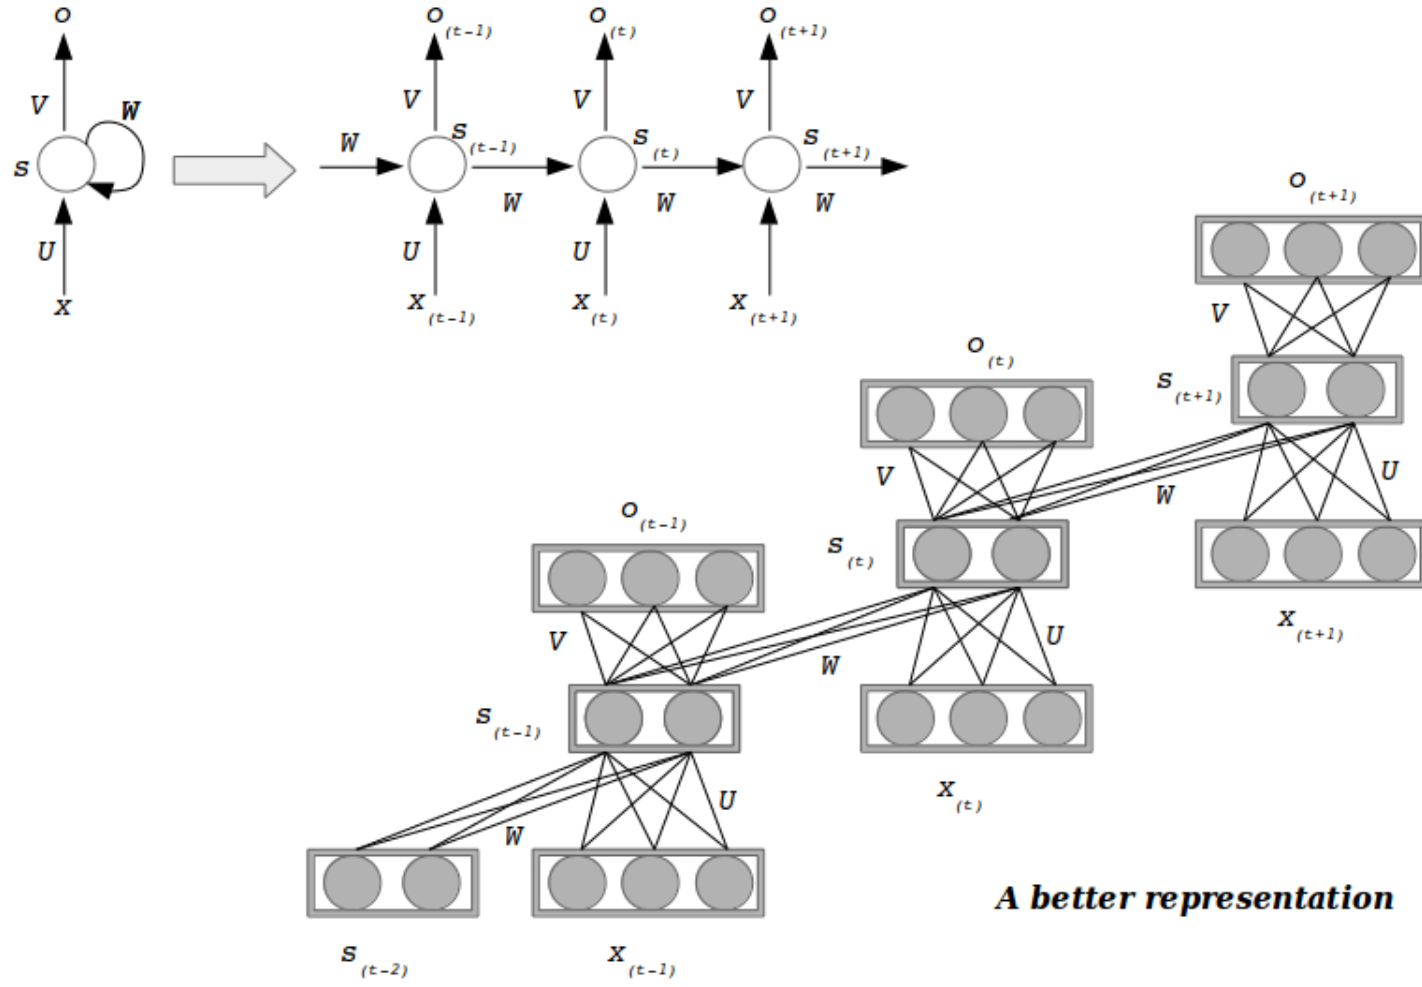 o o(t-1) o(t) o(t+1)
V W V V V
s W s(t-1) s(t) s(t+1)
W W W
U U U
x x(t-1) x(t) x(t+1)
o(t+1)
V
o(t)
s(t+1)
V W U
o(t-1)
s(t)
x(t+1)
V W U
s(t-1)
x(t)
W U
A better representation
s(t-2) x(t-1)